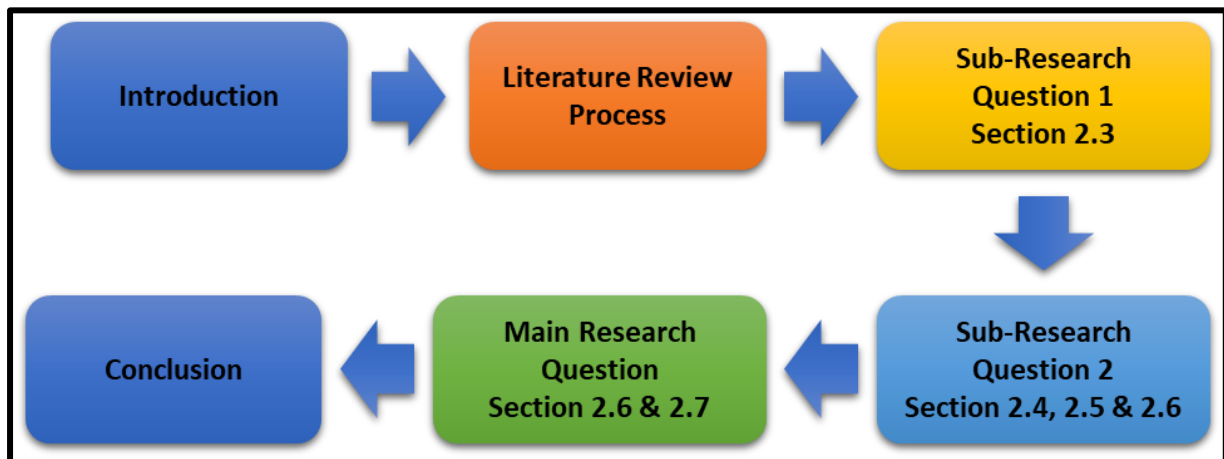 Introduction
Literature Review
Process
Sub-Research
Question 1
Section 2.3
Sub-Research
Question 2
Section 2.4, 2.5 & 2.6
Main Research
Question
Section 2.6 & 2.7
Conclusion